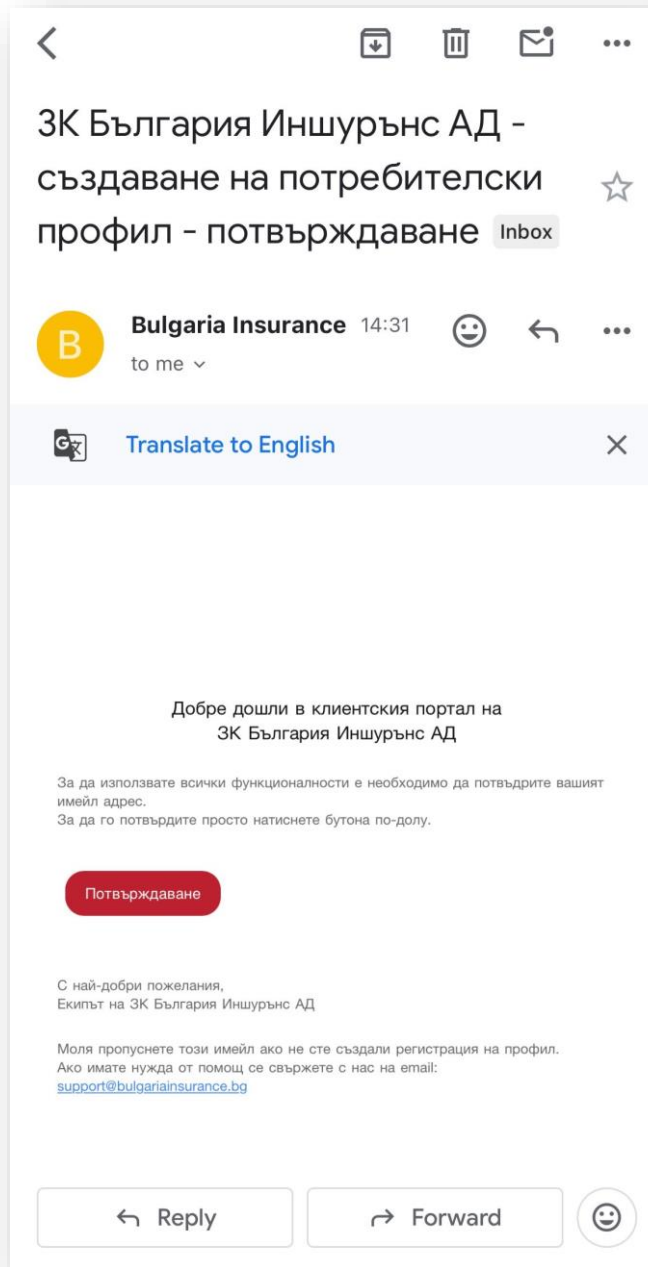 ЗК България Иншурънс АД -
създаване на потребителски
профил - потвърждаване Inbox
B
Bulgaria Insurance 14:31
to me
Translate to English
Добре дошли в клиентския портал на
ЗК България Иншурънс АД
За да използвате всички функционалности е необходимо да потвъдрите вашият
имейл адрес.
За да го потвърдите просто натиснете бутона по-долу.
Потвърждаване
С най-добри пожелания,
Екипът на ЗК България Иншурънс АД
Моля пропуснете този имейл ако не сте създали регистрация на профил.
Ако имате нужда от помощ се свържете с нас на email:
support@bulgariainsurance.bg
Reply
Forward